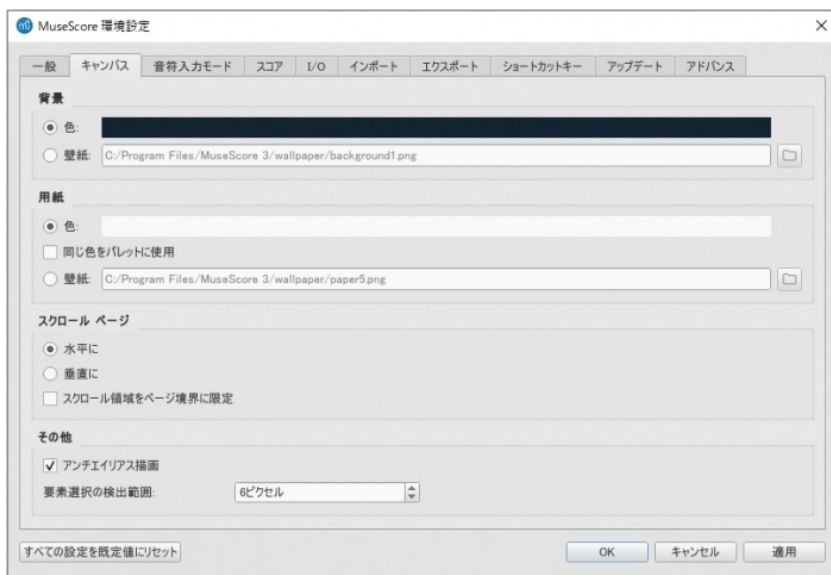 MuseScore 環境設定
一般 キャンバス 音符入力モード スコア I/O インポート エクスポート ショートカットキー アップデート アドバンス
背景
色:
壁紙: C:/Program Files/MuseScore 3/wallpaper/background1.png
用紙
色:
同じ色をパレットに使用
壁紙: C:/Program Files/MuseScore 3/wallpaper/paper5.png
スクロール ページ
水平に
垂直に
スクロール領域をページ境界に限定
その他
アンチエイリアス描画
要素選択の検出範囲: 6ピクセル
すべての設定を既定値にリセット OK キャンセル 適用